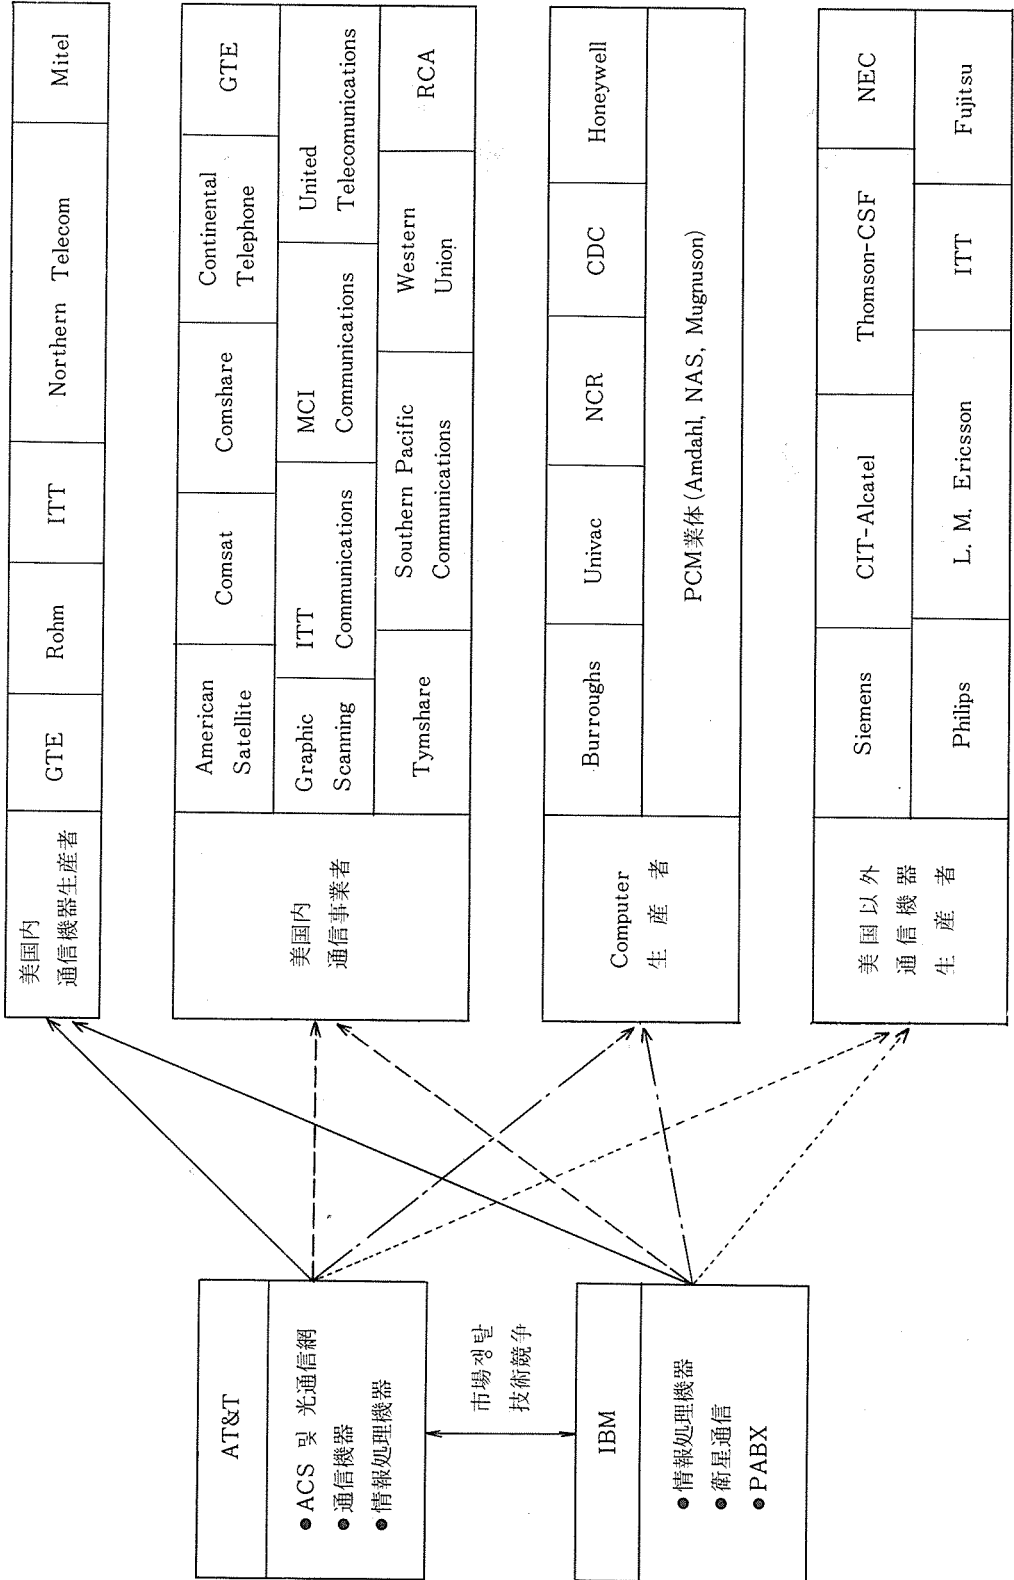 AT&T
● ACS 및 光通信網
● 通信機器
● 情報処理機器
市場쟁탈
技術競争
IBM
● 情報処理機器
● 衛星通信
● PABX
美国内
通信機器生産者
GTE
Rohm
ITT
Northern Telecom
Mitel
美国内
通信事業者
American
Satellite
Comsat
Comshare
Continental
Telephone
GTE
Graphic
Scanning
ITT
Communications
MCI
Communications
United
Telecomunications
Tymshare
Southern Pacific
Communications
Western
Union
RCA
Computer
生産者
Burroughs
Univac
NCR
CDC
Honeywell
PCM業体(Amdahl, NAS, Mugnuson)
美国以外
通信機器
生産者
Siemens
CIT-Alcatel
Thomson-CSF
NEC
Philips
L. M. Ericsson
ITT
Fujitsu